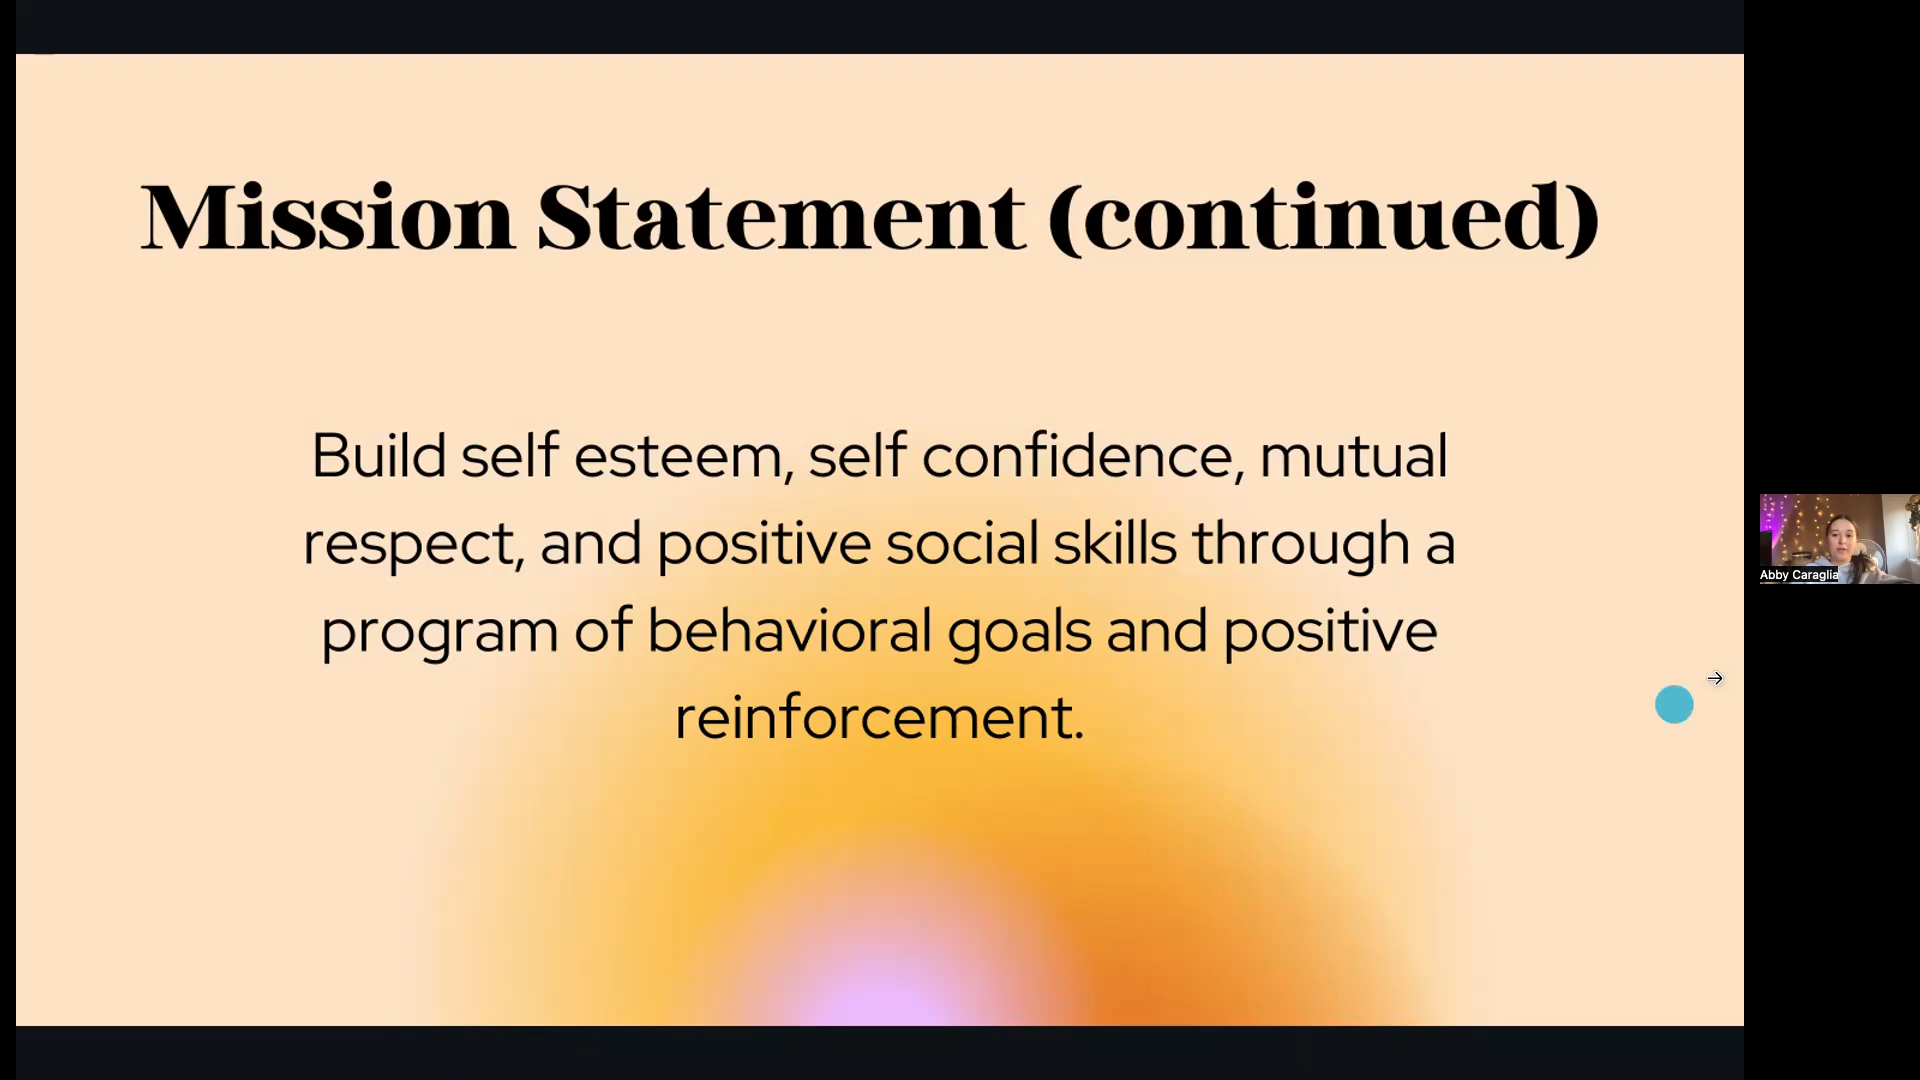 Mission Statement (continued)
Build self esteem, self confidence, mutual
respect, and positive social skills through a
program of behavioral goals and positive
reinforcement.
Abby Caraglia